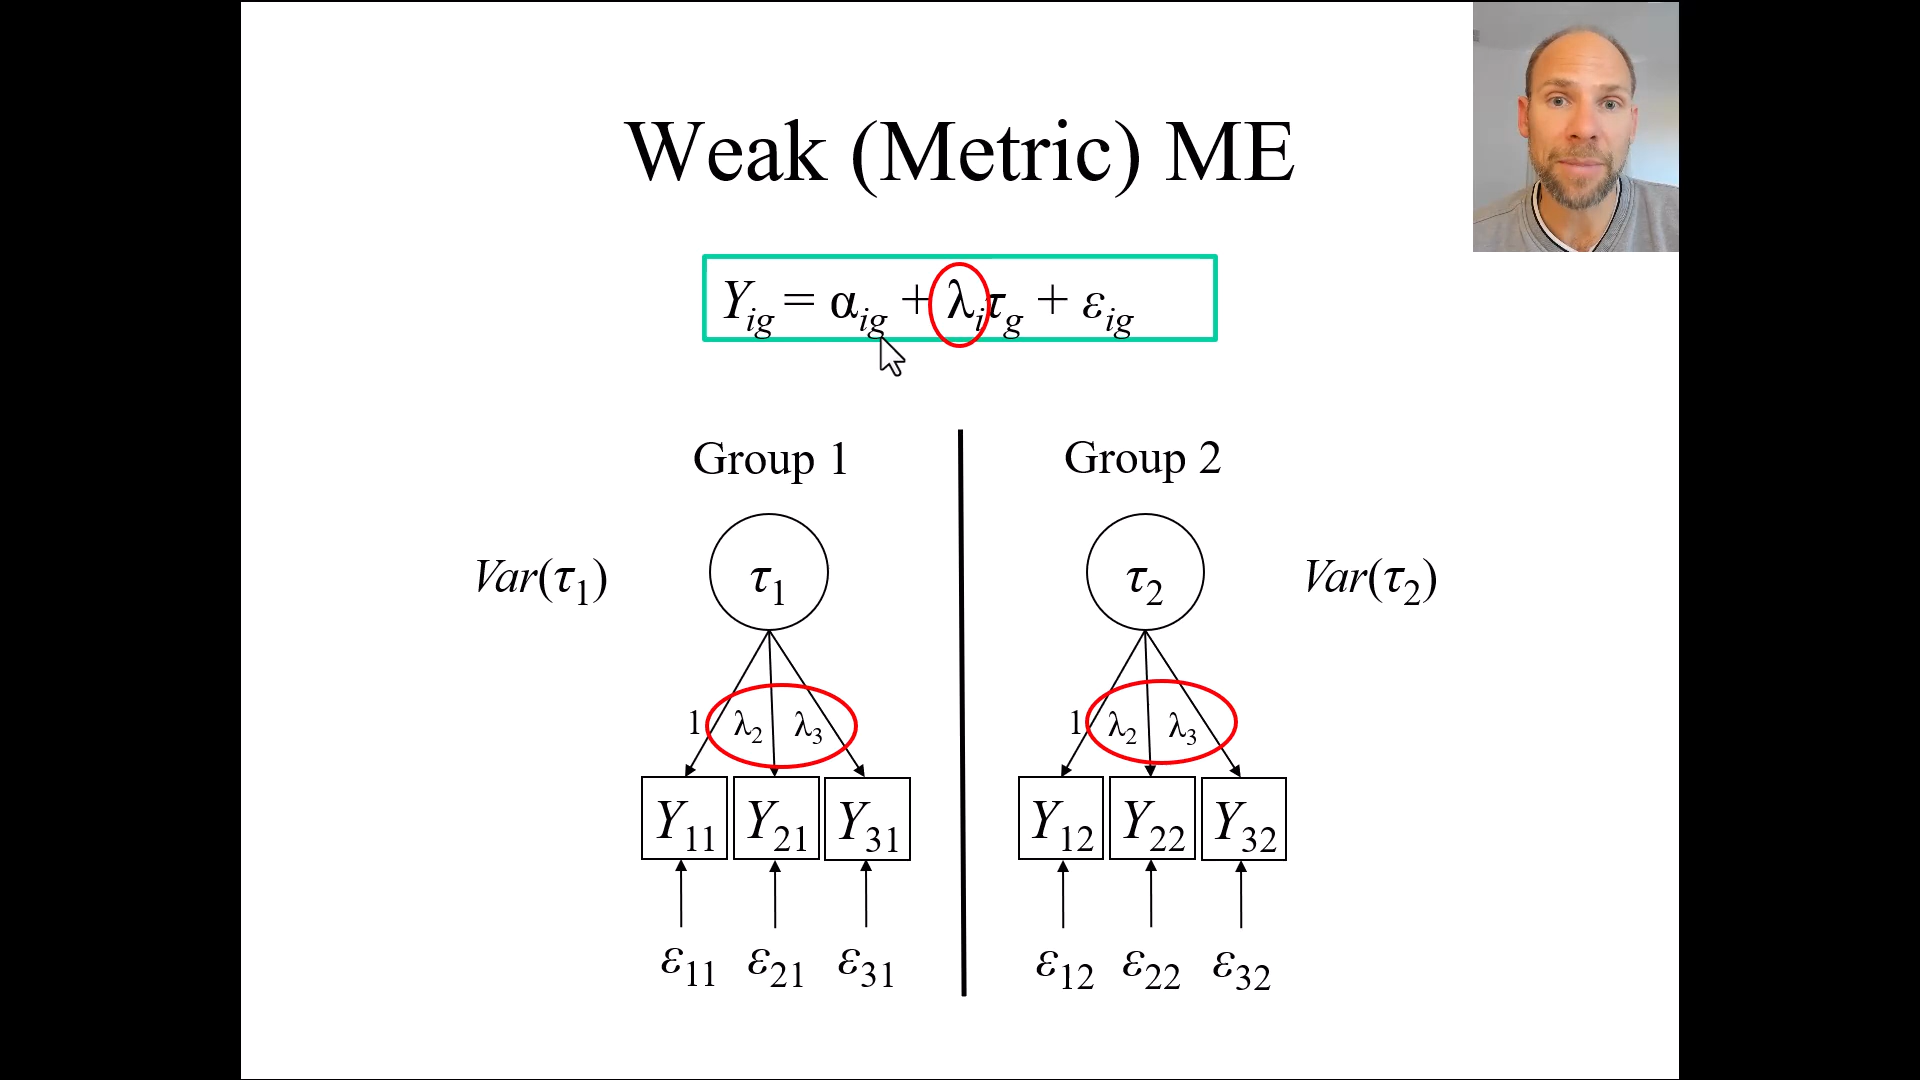 Weak (Metric) ME
Y_ig = α_ig + λ_i τ_g + ε_ig
Group 1 Group 2
Var(τ₁) τ₁ τ₂ Var(τ₂)
1 λ₂ λ₃ 1 λ₂ λ₃
Y₁₁ Y₂₁ Y₃₁ Y₁₂ Y₂₂ Y₃₂
ε₁₁ ε₂₁ ε₃₁ ε₁₂ ε₂₂ ε₃₂